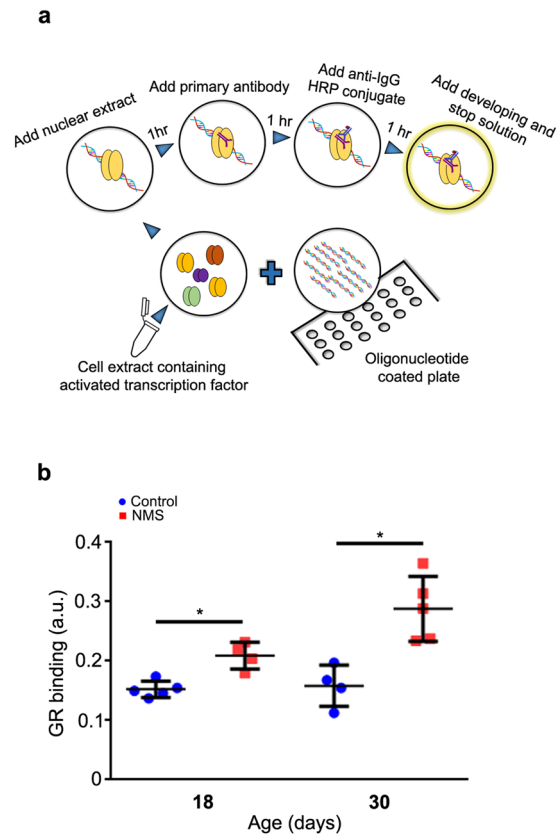 a
Add nuclear extract
1hr
Add primary antibody
1 hr
Add anti-IgG
HRP conjugate
1 hr
Add developing and
stop solution
Cell extract containing
activated transcription factor
Oligonucleotide
coated plate
b
Control
NMS
GR binding (a.u.)
0.4
0.3
0.2
0.1
0
*
*
18
30
Age (days)